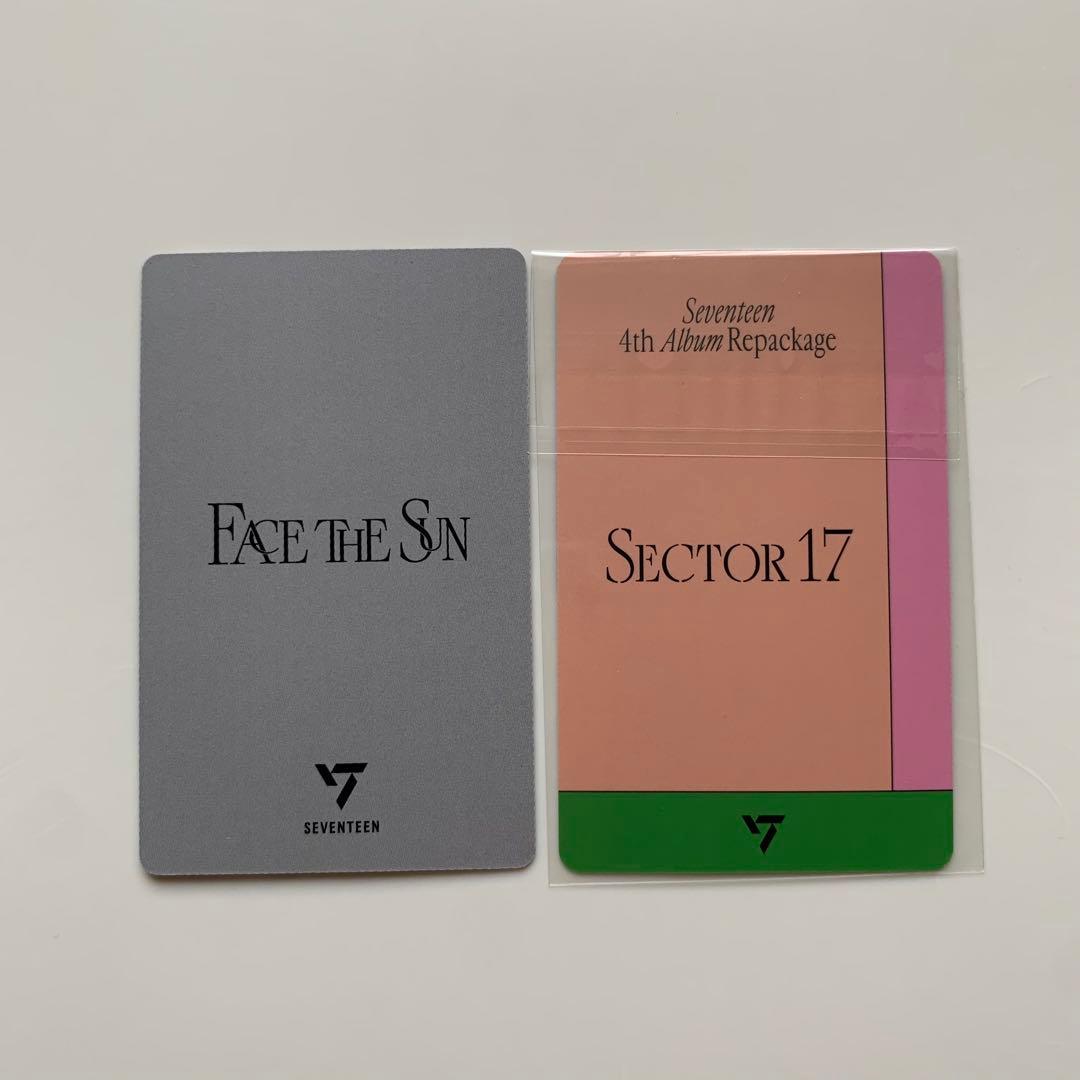 FACE THE SUN
SEVENTEEN
Seventeen
4th Album Repackage
SECTOR 17